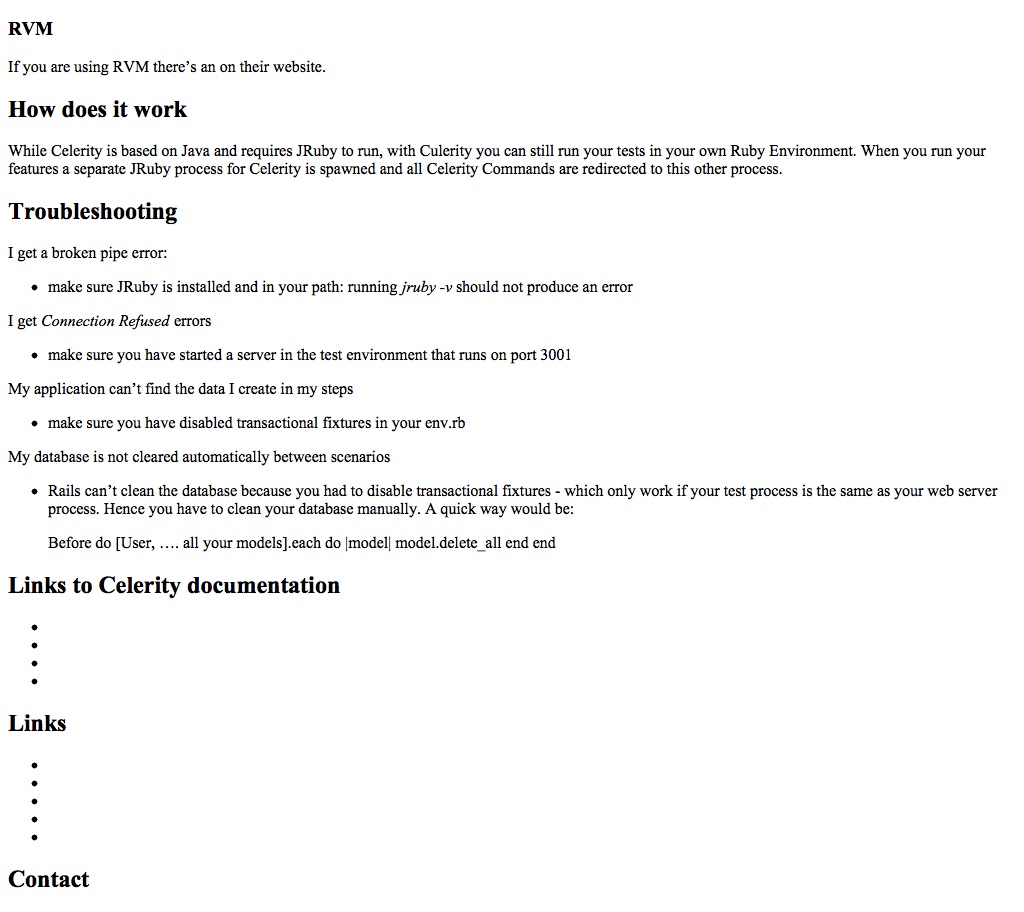 RVM
If you are using RVM there’s an on their website.
How does it work
While Celerity is based on Java and requires JRuby to run, with Culerity you can still run your tests in your own Ruby Environment. When you run your
features a separate JRuby process for Celerity is spawned and all Celerity Commands are redirected to this other process.
Troubleshooting
I get a broken pipe error:
• make sure JRuby is installed and in your path: running jruby -v should not produce an error
I get Connection Refused errors
• make sure you have started a server in the test environment that runs on port 3001
My application can’t find the data I create in my steps
• make sure you have disabled transactional fixtures in your env.rb
My database is not cleared automatically between scenarios
• Rails can’t clean the database because you had to disable transactional fixtures - which only work if your test process is the same as your web server
process. Hence you have to clean your database manually. A quick way would be:
Before do [User, …. all your models].each do |model| model.delete_all end end
Links to Celerity documentation
•
•
•
•
Links
•
•
•
•
•
Contact